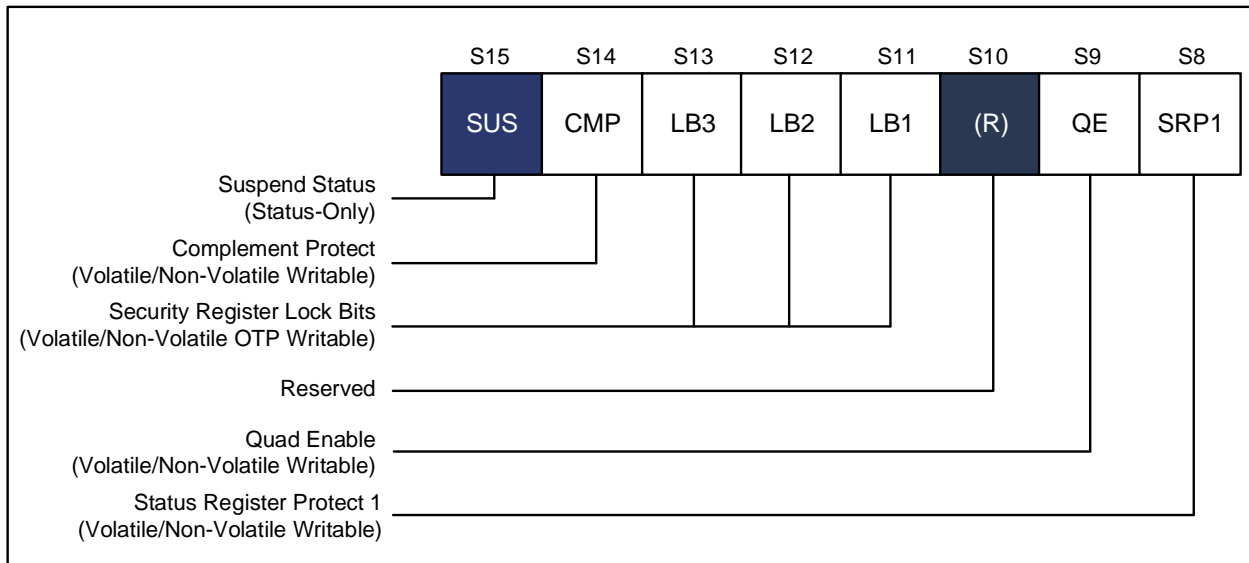 S15 S14 S13 S12 S11 S10 S9 S8
SUS CMP LB3 LB2 LB1 (R) QE SRP1
Suspend Status
(Status-Only)
Complement Protect
(Volatile/Non-Volatile Writable)
Security Register Lock Bits
(Volatile/Non-Volatile OTP Writable)
Reserved
Quad Enable
(Volatile/Non-Volatile Writable)
Status Register Protect 1
(Volatile/Non-Volatile Writable)